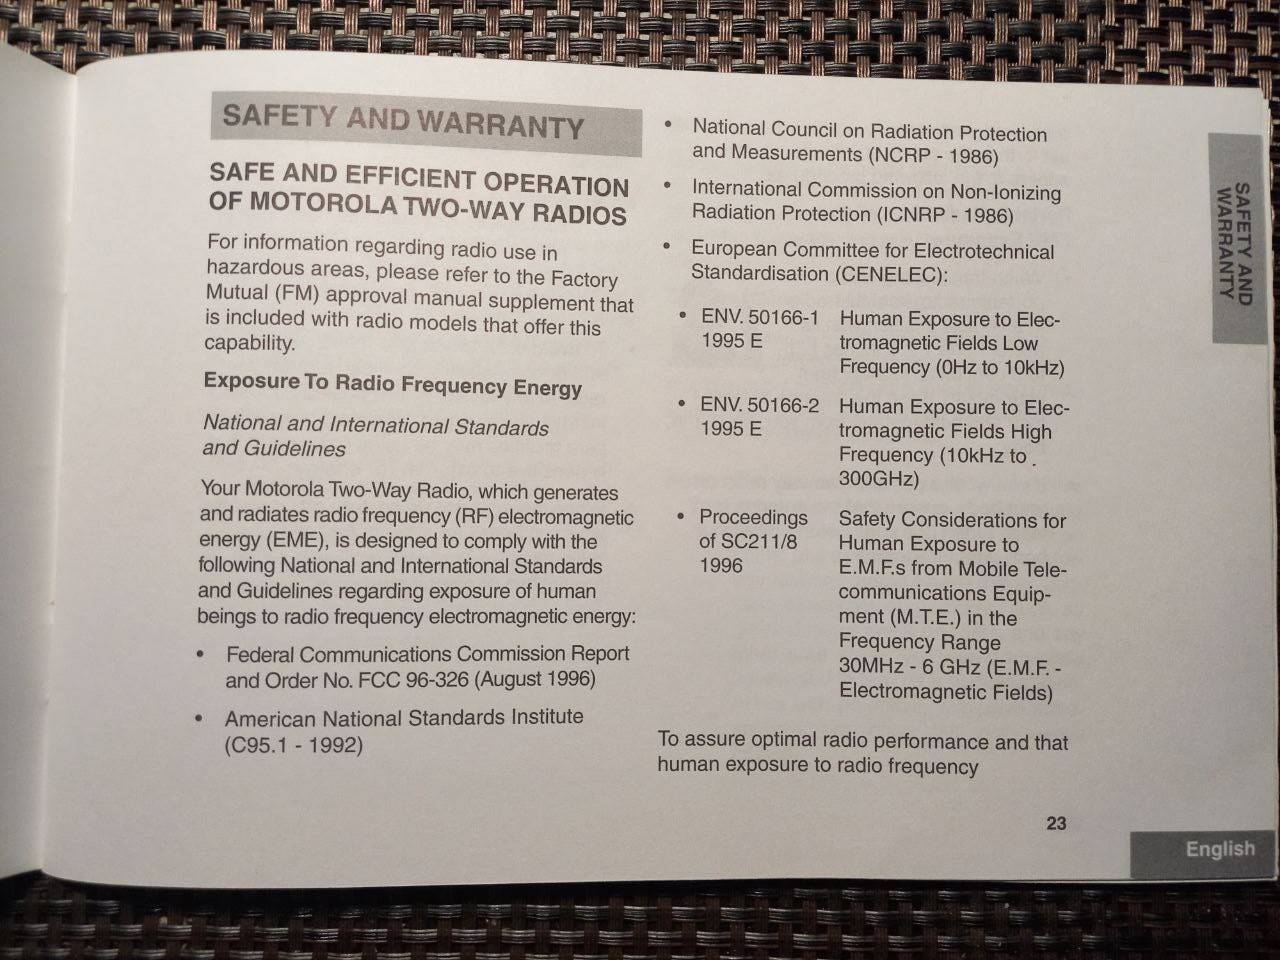 SAFETY AND WARRANTY
SAFE AND EFFICIENT OPERATION
OF MOTOROLA TWO-WAY RADIOS
For information regarding radio use in
hazardous areas, please refer to the Factory
Mutual (FM) approval manual supplement that
is included with radio models that offer this
capability.
Exposure To Radio Frequency Energy
National and International Standards
and Guidelines
Your Motorola Two-Way Radio, which generates
and radiates radio frequency (RF) electromagnetic
energy (EME), is designed to comply with the
following National and International Standards
and Guidelines regarding exposure of human
beings to radio frequency electromagnetic energy:
• Federal Communications Commission Report
and Order No. FCC 96-326 (August 1996)
• American National Standards Institute
(C95.1 - 1992)
• National Council on Radiation Protection
and Measurements (NCRP - 1986)
• International Commission on Non-Ionizing
Radiation Protection (ICNRP - 1986)
• European Committee for Electrotechnical
Standardisation (CENELEC):
• ENV. 50166-1 Human Exposure to Elec-
1995 E tromagnetic Fields Low
Frequency (0Hz to 10kHz)
• ENV. 50166-2 Human Exposure to Elec-
1995 E tromagnetic Fields High
Frequency (10kHz to
300GHz)
• Proceedings Safety Considerations for
of SC211/8 Human Exposure to
1996 E.M.F.s from Mobile Tele-
communications Equip-
ment (M.T.E.) in the
Frequency Range
30MHz - 6 GHz (E.M.F. -
Electromagnetic Fields)
To assure optimal radio performance and that
human exposure to radio frequency
23
SAFETY AND
WARRANTY
English